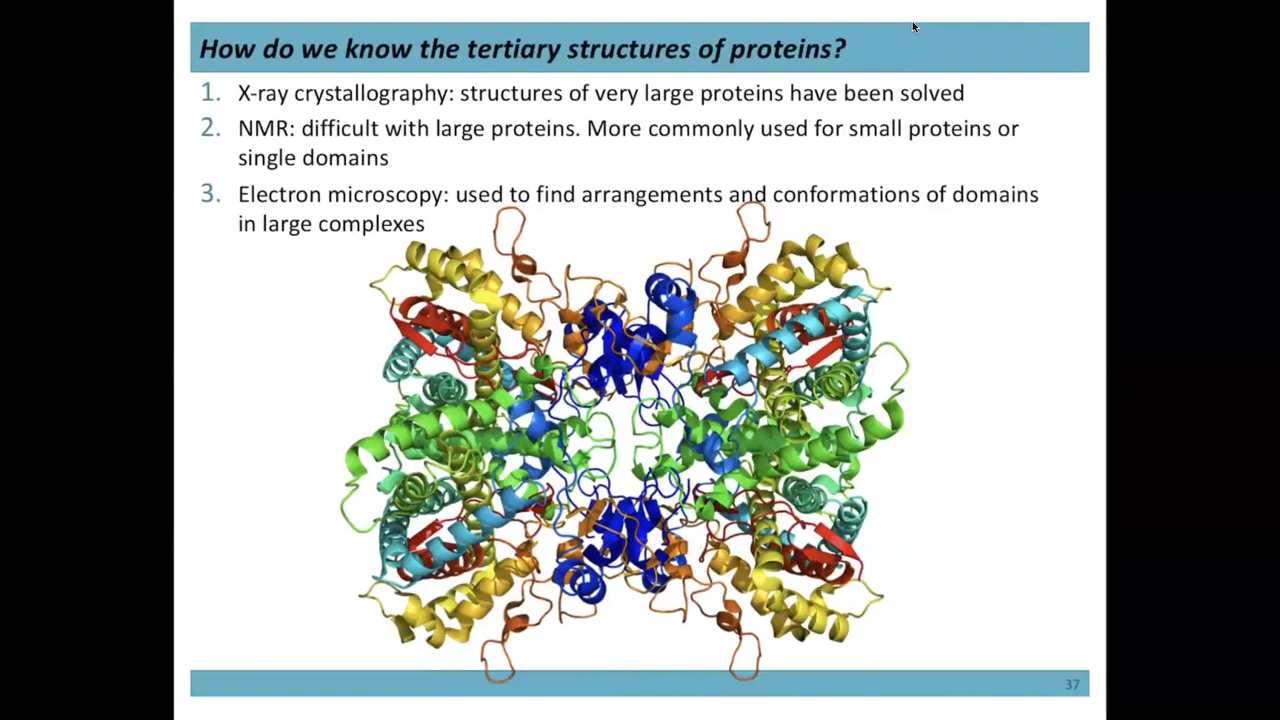 How do we know the tertiary structures of proteins?
1. X-ray crystallography: structures of very large proteins have been solved
2. NMR: difficult with large proteins. More commonly used for small proteins or
single domains
3. Electron microscopy: used to find arrangements and conformations of domains
in large complexes
37